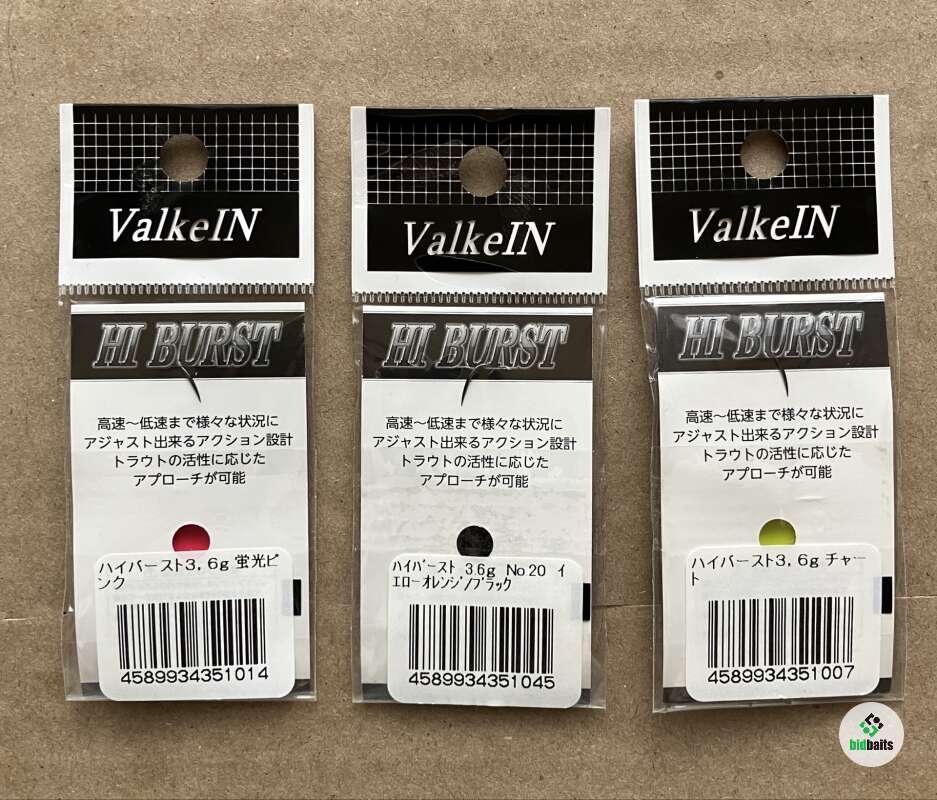 ValkeIN
HI BURST
高速～低速まで様々な状況に
アジャスト出来るアクション設計
トラウトの活性に応じた
アプローチが可能
ハイバースト3.6g 蛍光ピ
ンク
4589934351014
ValkeIN
HI BURST
高速～低速まで様々な状況に
アジャスト出来るアクション設計
トラウトの活性に応じた
アプローチが可能
ﾊｲﾊﾞｰｽﾄ 3.6g No20 イ
エローオレンジ/ブラック
4589934351045
ValkeIN
HI BURST
高速～低速まで様々な状況に
アジャスト出来るアクション設計
トラウトの活性に応じた
アプローチが可能
ハイバースト3.6g チャー
ト
4589934351007
bidbaits